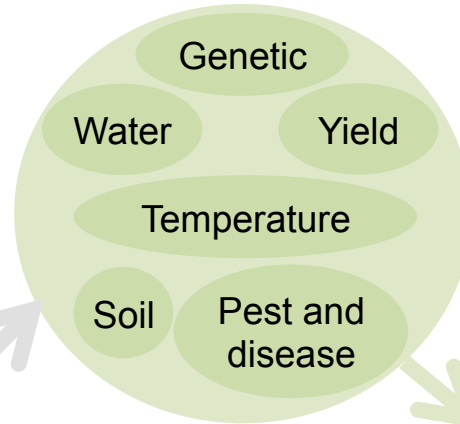 Genetic
Water
Yield
Temperature
Soil
Pest and
disease